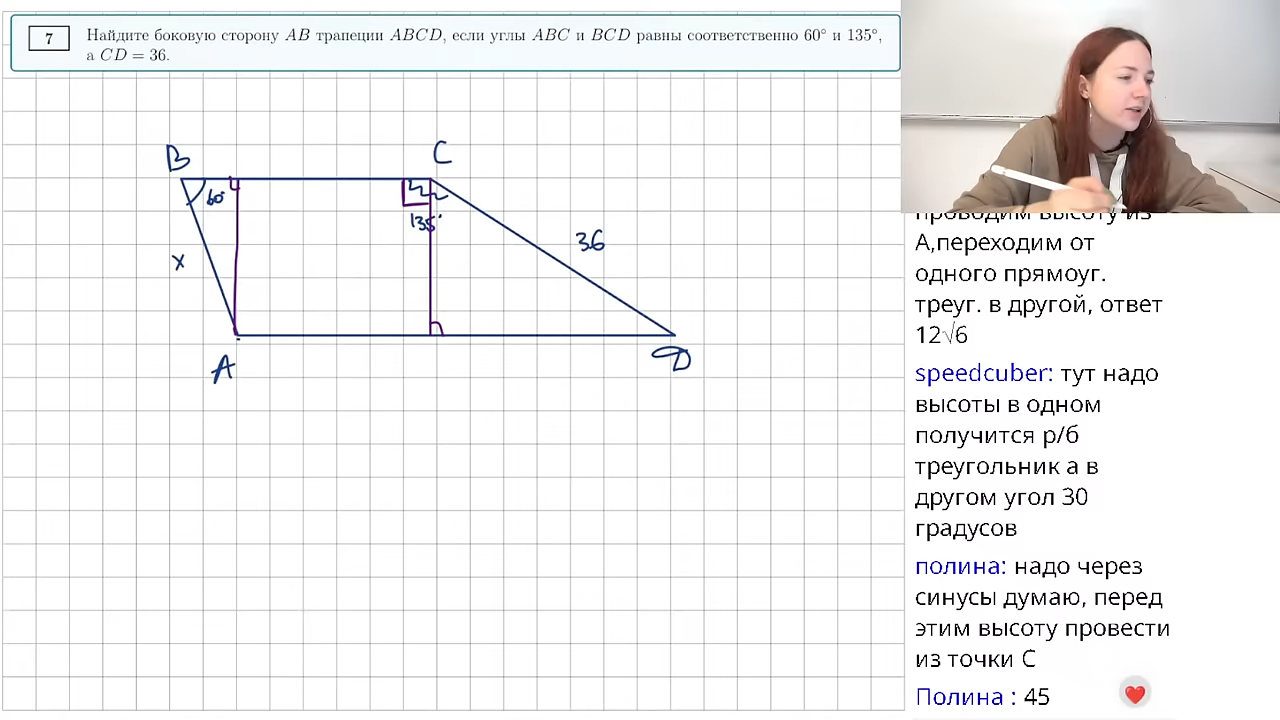 7
Найдите боковую сторону AB трапеции ABCD, если углы ABC и BCD равны соответственно 60° и 135°,
а CD = 36.
B
C
60°
135°
36
x
A
D
проводим высоту из
А,переходим от
одного прямоуг.
треуг. в другой, ответ
12√6
speedcuber: тут надо
высоты в одном
получится р/б
треугольник а в
другом угол 30
градусов
полина: надо через
синусы думаю, перед
этим высоту провести
из точки С
Полина : 45